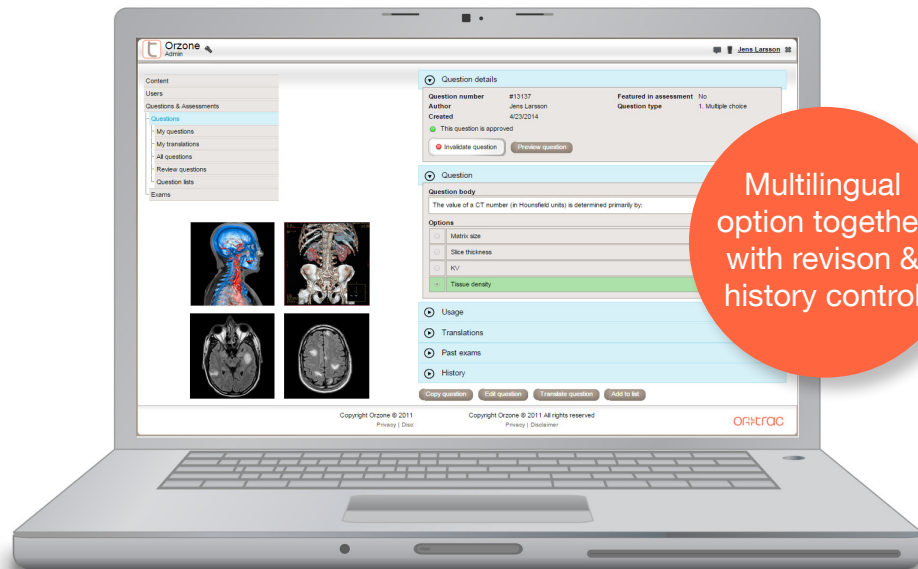 Orzone
Admin
Jens Larsson
Content
Users
Questions & Assessments
Questions
My questions
My translations
All questions
Review questions
Question lists
Exams
Question details
Question number #13137 Featured in assessment No
Author Jens Larsson Question type 1. Multiple choice
Created 4/23/2014
This question is approved
Invalidate question Preview question
Question
Question body
The value of a CT number (in Hounsfield units) is determined primarily by:
Options
Matrix size
Slice thickness
KV
Tissue density
Usage
Translations
Past exams
History
Copy question Edit question Translate question Add to list
Copyright Orzone ® 2011 Copyright Orzone ® 2011 All rights reserved
Privacy | Disc Privacy | Disclaimer
Multilingual
option togethe
with revison &
history control